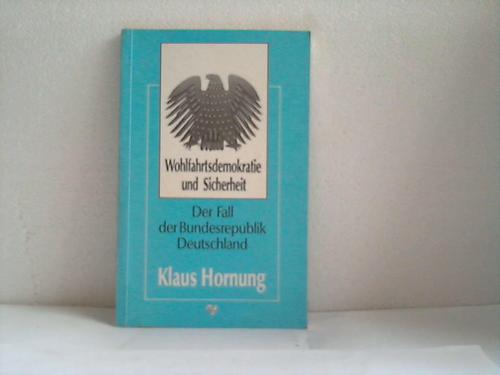 Wohlfahrtsdemokratie
und Sicherheit
Der Fall
der Bundesrepublik
Deutschland
Klaus Hornung